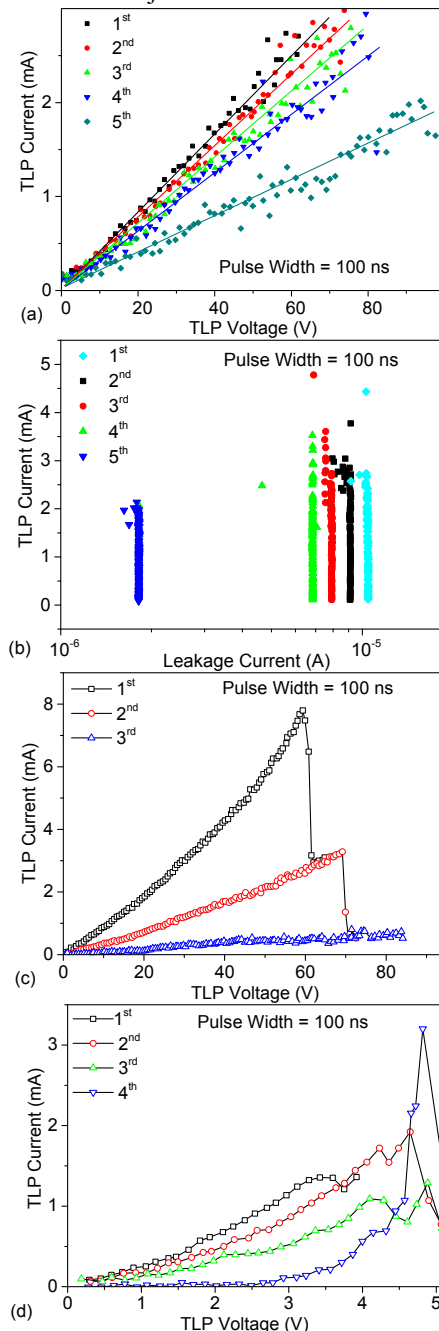 1st
2nd
3rd
4th
5th
3
2
1
0
TLP Current (mA)
Pulse Width = 100 ns
0 20 40 60 80
(a) TLP Voltage (V)
1st
2nd
3rd
4th
5th
Pulse Width = 100 ns
5
4
3
2
1
0
TLP Current (mA)
10-6 10-5
(b) Leakage Current (A)
1st
2nd
3rd
Pulse Width = 100 ns
8
6
4
2
0
TLP Current (mA)
0 20 40 60 80
(c) TLP Voltage (V)
1st
2nd
3rd
4th
Pulse Width = 100 ns
3
2
1
0
TLP Current (mA)
0 1 2 3 4 5
(d) TLP Voltage (V)